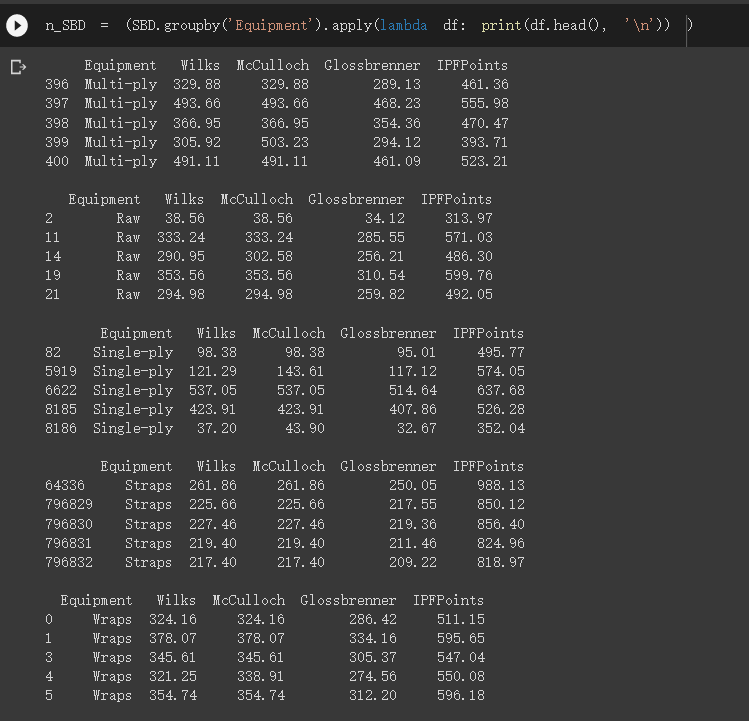 n_SBD = (SBD.groupby('Equipment').apply(lambda df: print(df.head(), '\n')) )
Equipment Wilks McCulloch Glossbrenner IPFPoints
396 Multi-ply 329.88 329.88 289.13 461.36
397 Multi-ply 493.66 493.66 468.23 555.98
398 Multi-ply 366.95 366.95 354.36 470.47
399 Multi-ply 305.92 503.23 294.12 393.71
400 Multi-ply 491.11 491.11 461.09 523.21
Equipment Wilks McCulloch Glossbrenner IPFPoints
2 Raw 38.56 38.56 34.12 313.97
11 Raw 333.24 333.24 285.55 571.03
14 Raw 290.95 302.58 256.21 486.30
19 Raw 353.56 353.56 310.54 599.76
21 Raw 294.98 294.98 259.82 492.05
Equipment Wilks McCulloch Glossbrenner IPFPoints
82 Single-ply 98.38 98.38 95.01 495.77
5919 Single-ply 121.29 143.61 117.12 574.05
6622 Single-ply 537.05 537.05 514.64 637.68
8185 Single-ply 423.91 423.91 407.86 526.28
8186 Single-ply 37.20 43.90 32.67 352.04
Equipment Wilks McCulloch Glossbrenner IPFPoints
64336 Straps 261.86 261.86 250.05 988.13
796829 Straps 225.66 225.66 217.55 850.12
796830 Straps 227.46 227.46 219.36 856.40
796831 Straps 219.40 219.40 211.46 824.96
796832 Straps 217.40 217.40 209.22 818.97
Equipment Wilks McCulloch Glossbrenner IPFPoints
0 Wraps 324.16 324.16 286.42 511.15
1 Wraps 378.07 378.07 334.16 595.65
3 Wraps 345.61 345.61 305.37 547.04
4 Wraps 321.25 338.91 274.56 550.08
5 Wraps 354.74 354.74 312.20 596.18